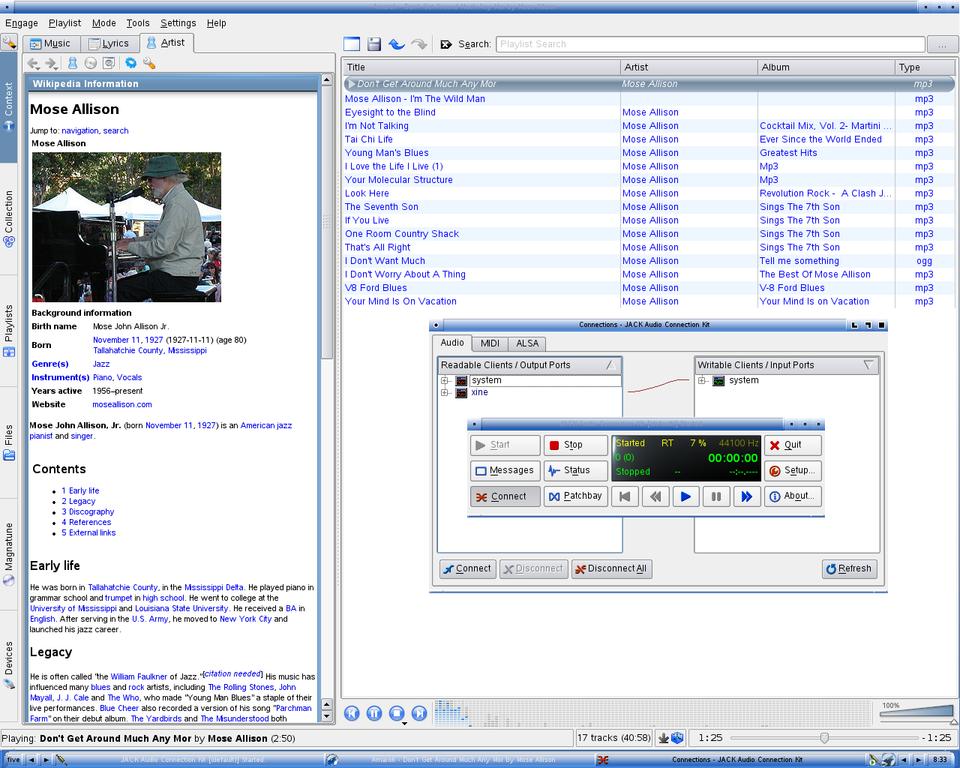 Engage Playlist Mode Tools Settings Help
Context
Collection
Playlists
Files
Magnatune
Devices
Music Lyrics Artist
Wikipedia Information
Mose Allison
Jump to: navigation, search
Mose Allison
Background information
Birth name Mose John Allison Jr.
Born November 11, 1927 (1927-11-11) (age 80)
Tallahatchie County, Mississippi
Genre(s) Jazz
Instrument(s) Piano, Vocals
Years active 1956–present
Website moseallison.com
Mose John Allison, Jr. (born November 11, 1927) is an American jazz
pianist and singer.
Contents
1 Early life
2 Legacy
3 Discography
4 References
5 External links
Early life
He was born in Tallahatchie County, in the Mississippi Delta. He played piano in
grammar school and trumpet in high school. He went to college at the
University of Mississippi and Louisiana State University. He received a BA in
English. After serving in the U.S. Army, he moved to New York City and
launched his jazz career.
Legacy
He is often called "the William Faulkner of Jazz."[citation needed] His music has
influenced many blues and rock artists, including The Rolling Stones, John
Mayall, J. J. Cale and The Who, who made "Young Man Blues" a staple of their
live performances. Blue Cheer also recorded a version of his song "Parchman
Farm" on their debut album. The Yardbirds and The Misunderstood both
Search: Playlist Search ...
Title Artist Album Type
Don't Get Around Much Any Mor Mose Allison mp3
Mose Allison - I'm The Wild Man mp3
Eyesight to the Blind Mose Allison mp3
I'm Not Talking Mose Allison Cocktail Mix, Vol. 2- Martini ... mp3
Tai Chi Life Mose Allison Ever Since the World Ended mp3
Young Man's Blues Mose Allison Greatest Hits mp3
I Love the Life I Live (1) Mose Allison Mp3 mp3
Your Molecular Structure Mose Allison Mp3 mp3
Look Here Mose Allison Revolution Rock - A Clash J... mp3
The Seventh Son Mose Allison Sings The 7th Son mp3
If You Live Mose Allison Sings The 7th Son mp3
One Room Country Shack Mose Allison Sings The 7th Son mp3
That's All Right Mose Allison Sings The 7th Son mp3
I Don't Want Much Mose Allison Tell me something ogg
I Don't Worry About A Thing Mose Allison The Best Of Mose Allison mp3
V8 Ford Blues Mose Allison V-8 Ford Blues mp3
Your Mind Is On Vacation Mose Allison Your Mind Is on Vacation mp3
Connections - JACK Audio Connection Kit
Audio MIDI ALSA
Readable Clients / Output Ports Writable Clients / Input Ports
system system
xine
Start Stop Started RT 7 % 44100 Hz Quit
0 (0) 00:00:00
Messages Status Stopped -- --:--.---- Setup...
Connect Patchbay About...
Connect Disconnect Disconnect All Refresh
100%
Playing: Don't Get Around Much Any Mor by Mose Allison (2:50) 17 tracks (40:58) 1:25 -1:25
five JACK Audio Connection Kit [default] Started Amarok - Don't Get Around Much Any Mor by Mose Allison Connections - JACK Audio Connection Kit 8:33